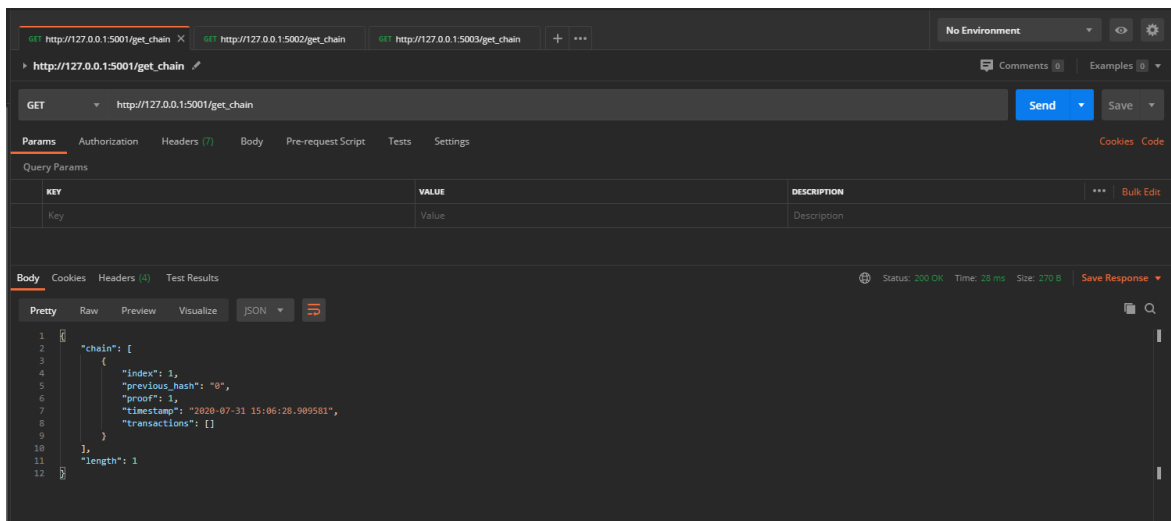 GET http://127.0.0.1:5001/get_chain × GET http://127.0.0.1:5002/get_chain GET http://127.0.0.1:5003/get_chain + ••• No Environment
http://127.0.0.1:5001/get_chain Comments 0 Examples 0
GET http://127.0.0.1:5001/get_chain Send Save
Params Authorization Headers (7) Body Pre-request Script Tests Settings Cookies Code
Query Params
KEY VALUE DESCRIPTION ••• Bulk Edit
Key Value Description
Body Cookies Headers (4) Test Results Status: 200 OK Time: 28 ms Size: 270 B Save Response
Pretty Raw Preview Visualize JSON
1 {
2 "chain": [
3 {
4 "index": 1,
5 "previous_hash": "0",
6 "proof": 1,
7 "timestamp": "2020-07-31 15:06:28.909581",
8 "transactions": []
9 }
10 ],
11 "length": 1
12 }